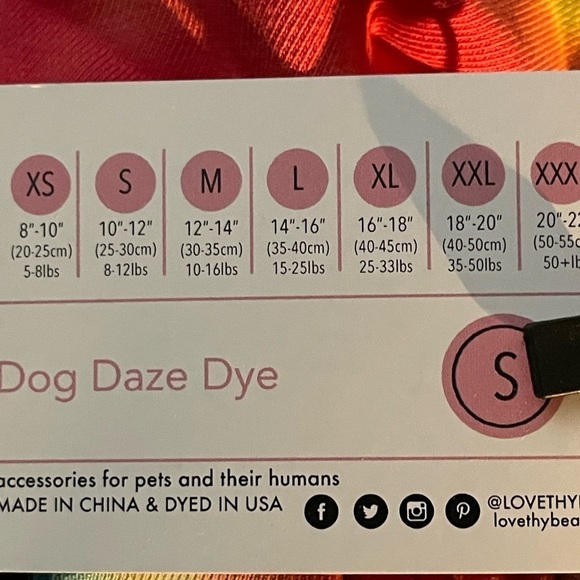 XS S M L XL XXL
8"-10" 10"-12" 12"-14" 14"-16" 16"-18" 18"-20"
(20-25cm) (25-30cm) (30-35cm) (35-40cm) (40-45cm) (40-50cm)
5-8lbs 8-12lbs 10-16lbs 15-25lbs 25-33lbs 35-50lbs 50+lb
Dog Daze Dye S
accessories for pets and their humans
MADE IN CHINA & DYED IN USA